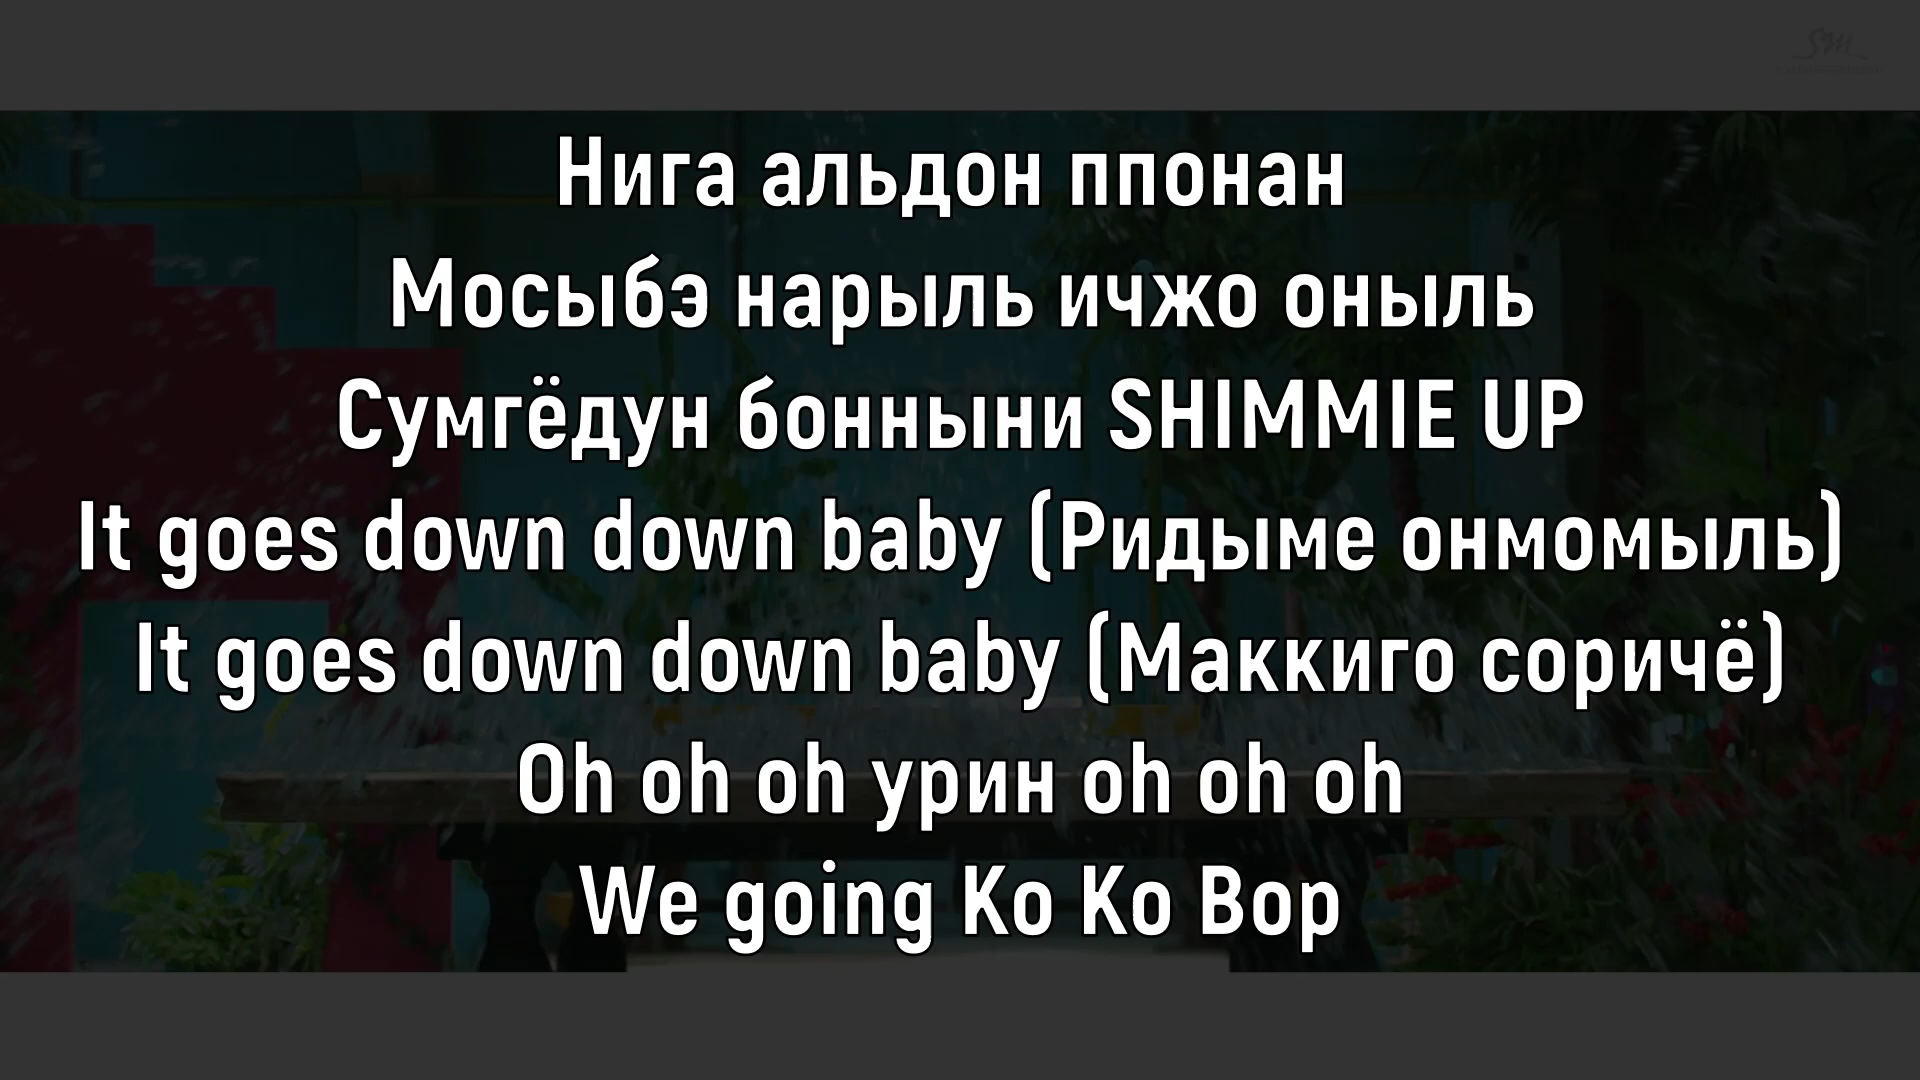 Нига альдон ппонан
Мосыбэ нарыль ичжо оныль
Сумгёдун бонныни SHIMMIE UP
It goes down down baby (Ридыме онмомыль)
It goes down down baby (Маккиго соричё)
Oh oh oh урин oh oh oh
We going Ko Ko Bop
SM